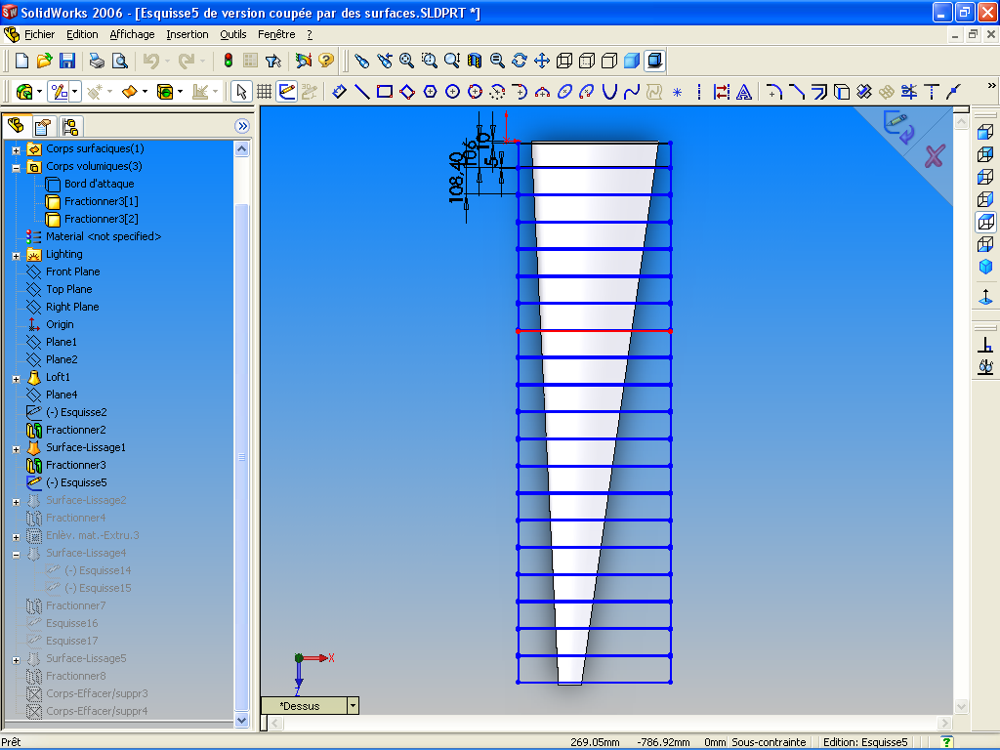 SolidWorks 2006 - [Esquisse5 de version coupée par des surfaces.SLDPRT *]
Fichier Edition Affichage Insertion Outils Fenêtre ?
Corps surfaciques(1)
Corps volumiques(3)
Bord d'attaque
Fractionner3[1]
Fractionner3[2]
Material <not specified>
Lighting
Front Plane
Top Plane
Right Plane
Origin
Plane1
Plane2
Loft1
Plane4
(-) Esquisse2
Fractionner2
Surface-Lissage1
Fractionner3
(-) Esquisse5
Surface-Lissage2
Fractionner4
Enlèv. mat.-Extru.3
Surface-Lissage4
(-) Esquisse14
(-) Esquisse15
Fractionner7
Esquisse16
Esquisse17
Surface-Lissage5
Fractionner8
Corps-Effacer/suppr3
Corps-Effacer/suppr4
108,40
106
10
5
X
Z
*Dessus
Prêt 269.05mm -786.92mm 0mm Sous-contrainte Edition: Esquisse5 ?